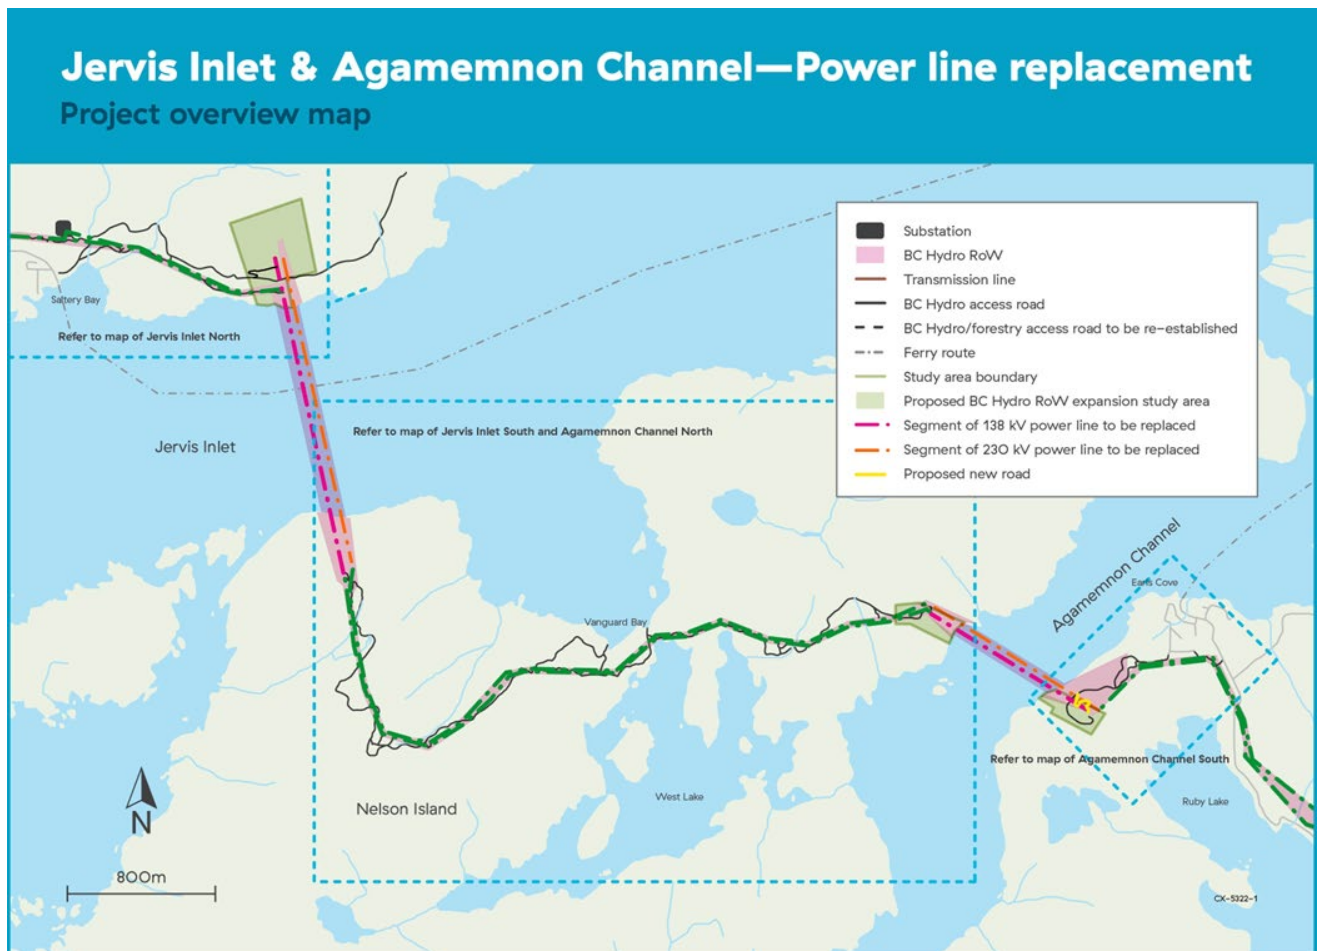 Jervis Inlet & Agamemnon Channel—Power line replacement
Project overview map
Substation
BC Hydro RoW
Transmission line
BC Hydro access road
BC Hydro/forestry access road to be re-established
Ferry route
Study area boundary
Proposed BC Hydro RoW expansion study area
Segment of 138 kV power line to be replaced
Segment of 230 kV power line to be replaced
Proposed new road
Saltery Bay
Refer to map of Jervis Inlet North
Jervis Inlet
Refer to map of Jervis Inlet South and Agamemnon Channel North
Agamemnon Channel
Earls Cove
Vanguard Bay
Refer to map of Agamemnon Channel South
West Lake
Ruby Lake
Nelson Island
N
800m
CX-5322-1